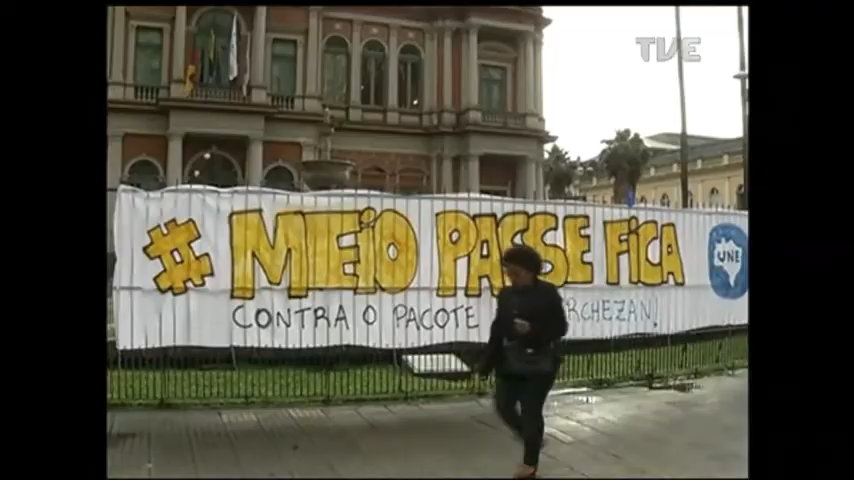 TVE
# MEIO PASSE FICA
UNE
CONTRA O PACOTE RCHEZAN!